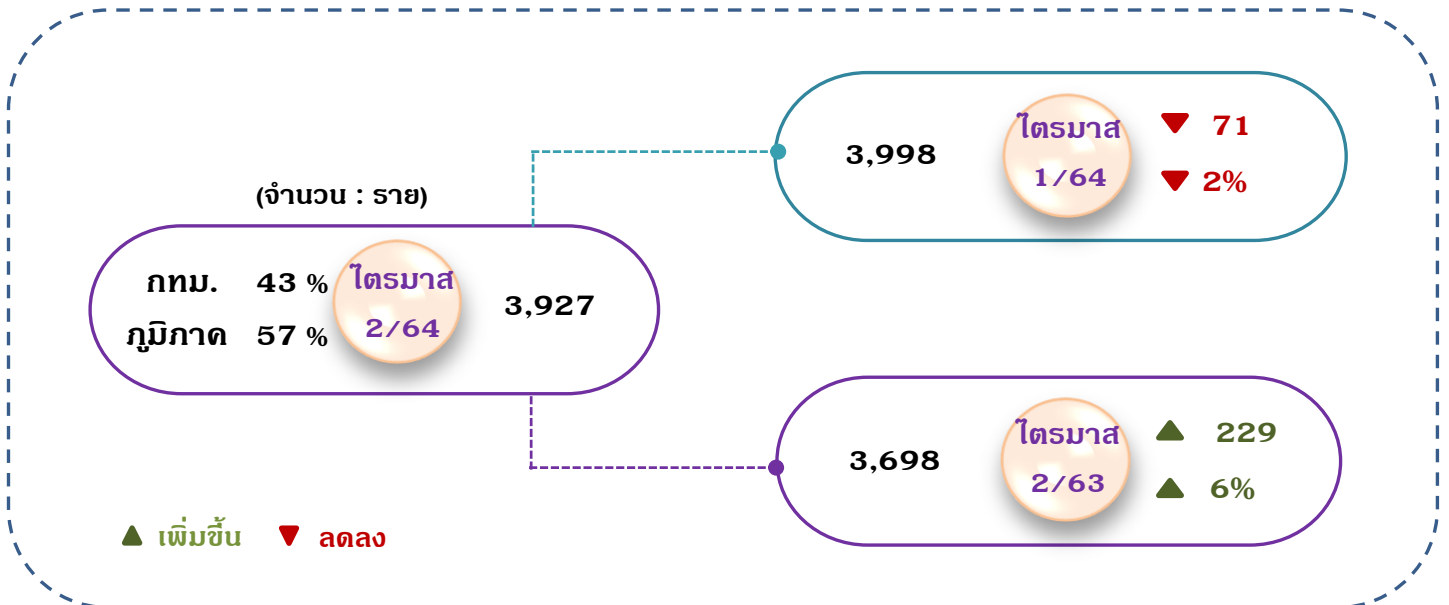 (จำนวน : ราย)
กทม. 43 %
ภูมิภาค 57 %
ไตรมาส
2/64
3,927
3,998
ไตรมาส
1/64
▼ 71
▼ 2%
3,698
ไตรมาส
2/63
▲ 229
▲ 6%
▲ เพิ่มขึ้น ▼ ลดลง